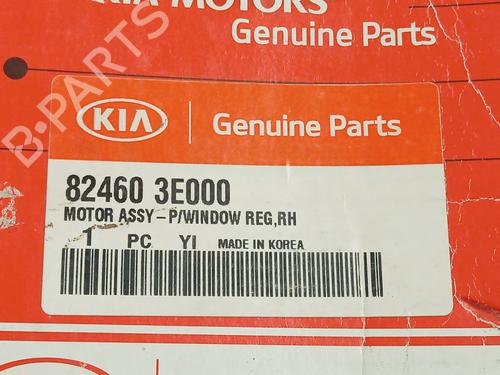 KIA MOTORS
Genuine Parts
KIA Genuine Parts
82460 3E000
MOTOR ASSY-P/WINDOW REG,RH
1 PC YI MADE IN KOREA
B-PARTS